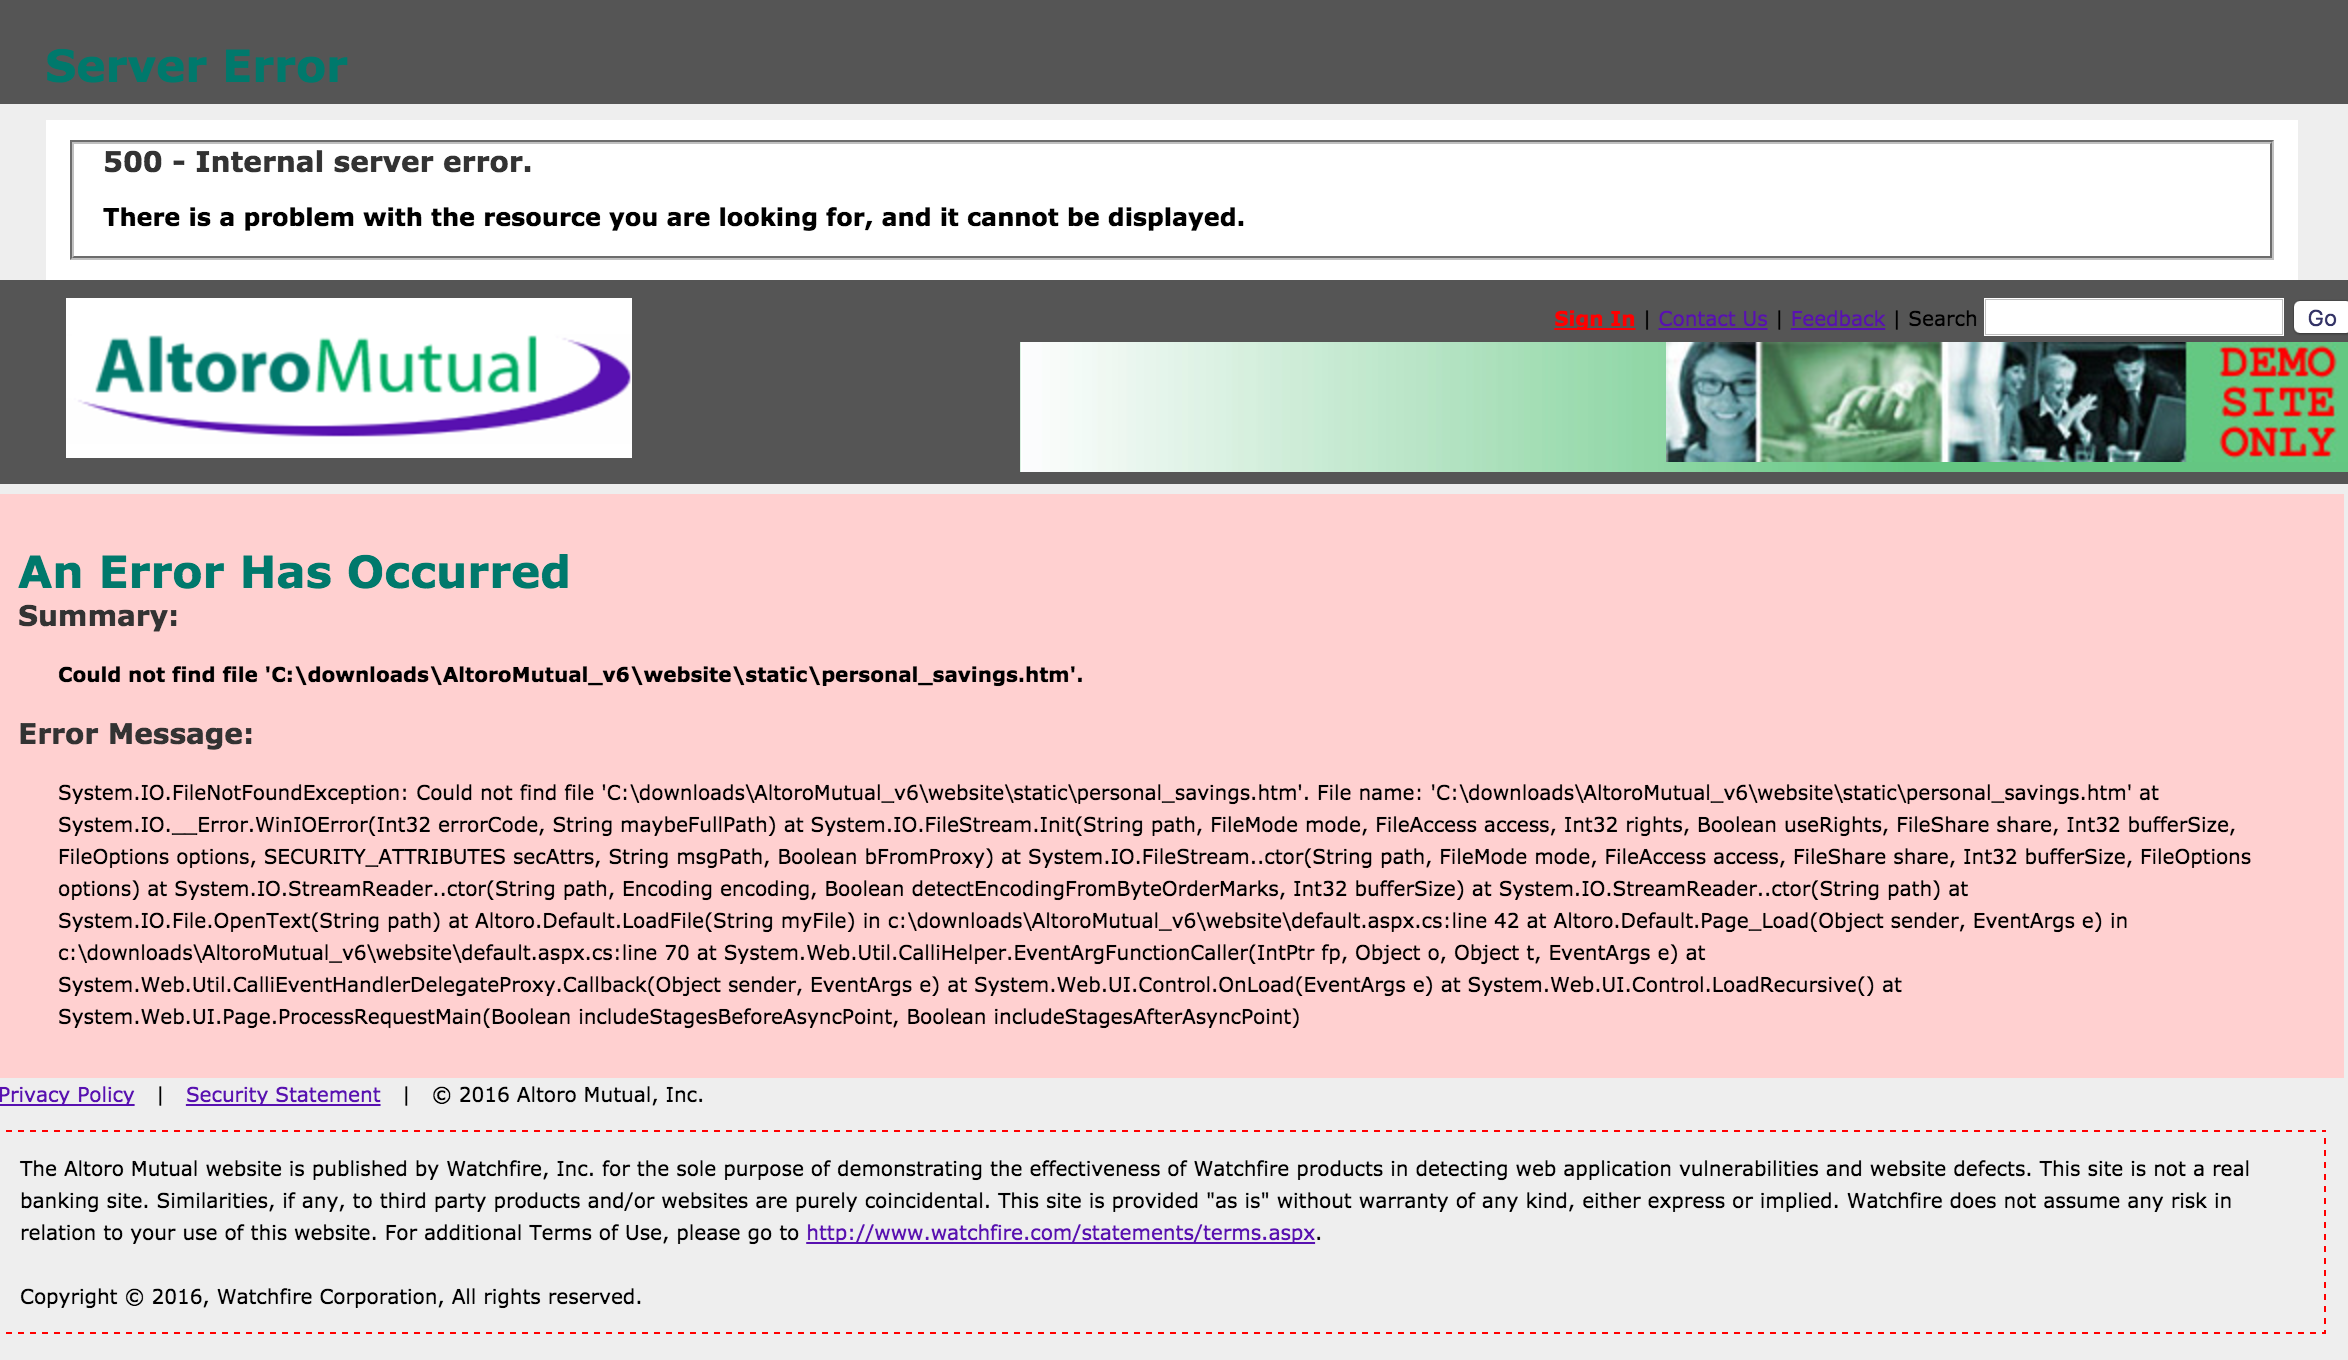 Server Error
500 - Internal server error.
There is a problem with the resource you are looking for, and it cannot be displayed.
Sign In | Contact Us | Feedback | Search Go
AltoroMutual
DEMO
SITE
ONLY
An Error Has Occurred
Summary:
Could not find file 'C:\downloads\AltoroMutual_v6\website\static\personal_savings.htm'.
Error Message:
System.IO.FileNotFoundException: Could not find file 'C:\downloads\AltoroMutual_v6\website\static\personal_savings.htm'. File name: 'C:\downloads\AltoroMutual_v6\website\static\personal_savings.htm' at
System.IO.__Error.WinIOError(Int32 errorCode, String maybeFullPath) at System.IO.FileStream.Init(String path, FileMode mode, FileAccess access, Int32 rights, Boolean useRights, FileShare share, Int32 bufferSize,
FileOptions options, SECURITY_ATTRIBUTES secAttrs, String msgPath, Boolean bFromProxy) at System.IO.FileStream..ctor(String path, FileMode mode, FileAccess access, FileShare share, Int32 bufferSize, FileOptions
options) at System.IO.StreamReader..ctor(String path, Encoding encoding, Boolean detectEncodingFromByteOrderMarks, Int32 bufferSize) at System.IO.StreamReader..ctor(String path) at
System.IO.File.OpenText(String path) at Altoro.Default.LoadFile(String myFile) in c:\downloads\AltoroMutual_v6\website\default.aspx.cs:line 42 at Altoro.Default.Page_Load(Object sender, EventArgs e) in
c:\downloads\AltoroMutual_v6\website\default.aspx.cs:line 70 at System.Web.Util.CalliHelper.EventArgFunctionCaller(IntPtr fp, Object o, Object t, EventArgs e) at
System.Web.Util.CalliEventHandlerDelegateProxy.Callback(Object sender, EventArgs e) at System.Web.UI.Control.OnLoad(EventArgs e) at System.Web.UI.Control.LoadRecursive() at
System.Web.UI.Page.ProcessRequestMain(Boolean includeStagesBeforeAsyncPoint, Boolean includeStagesAfterAsyncPoint)
Privacy Policy | Security Statement | © 2016 Altoro Mutual, Inc.
The Altoro Mutual website is published by Watchfire, Inc. for the sole purpose of demonstrating the effectiveness of Watchfire products in detecting web application vulnerabilities and website defects. This site is not a real
banking site. Similarities, if any, to third party products and/or websites are purely coincidental. This site is provided "as is" without warranty of any kind, either express or implied. Watchfire does not assume any risk in
relation to your use of this website. For additional Terms of Use, please go to http://www.watchfire.com/statements/terms.aspx.
Copyright © 2016, Watchfire Corporation, All rights reserved.